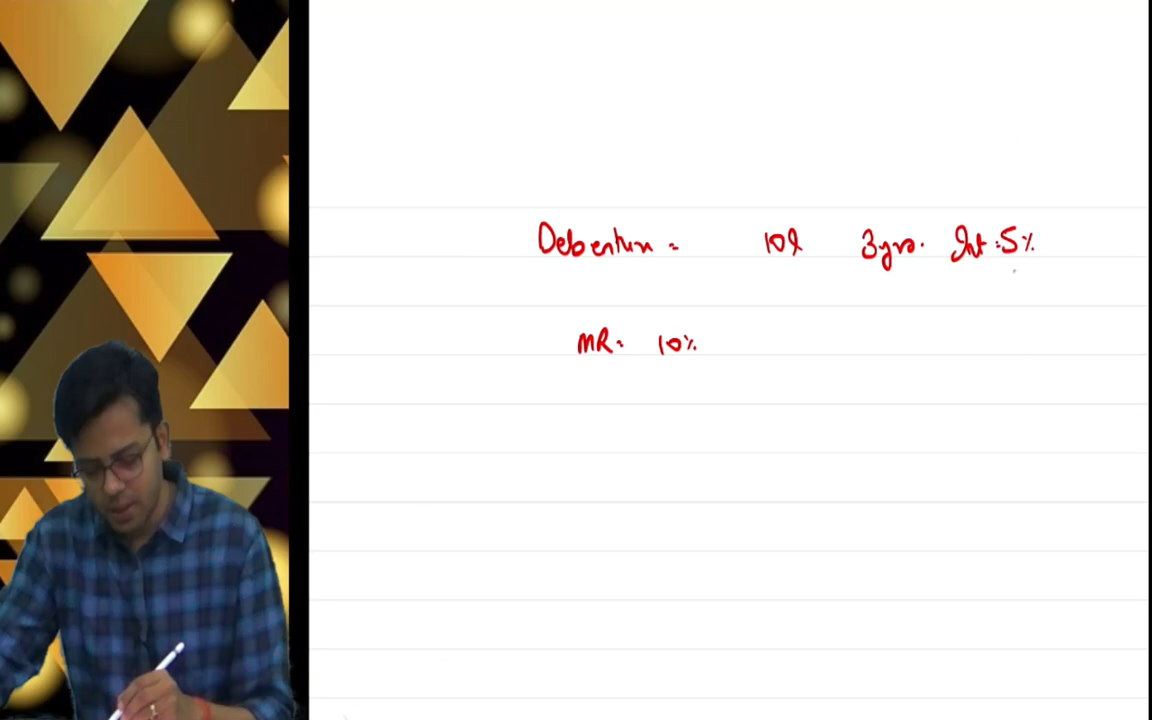 Debenture = 10l 3yrs. Int = 5%
MR = 10%